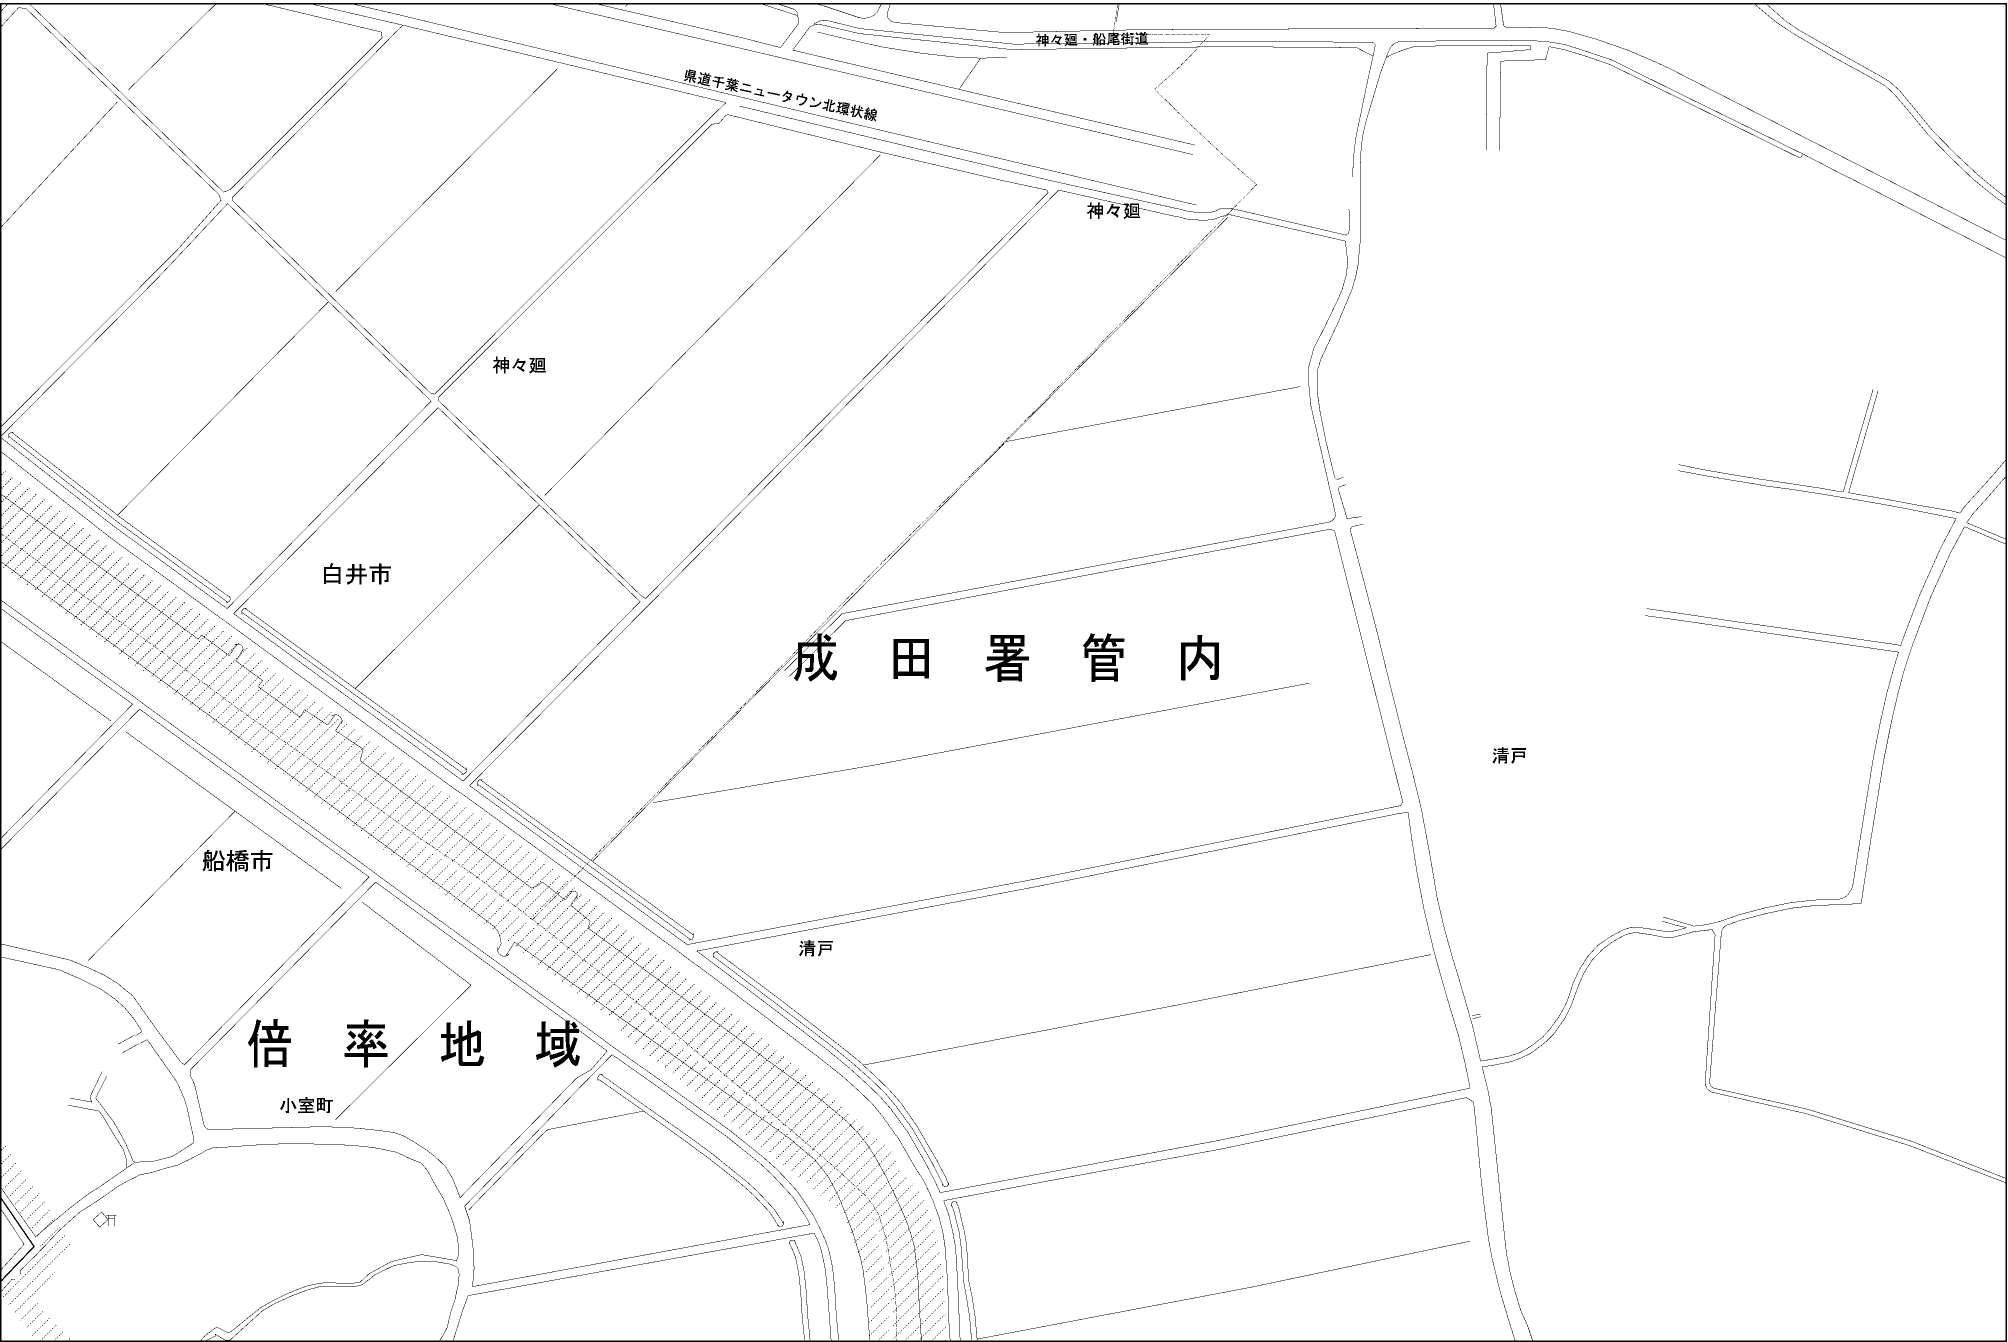 神々廻・船尾街道
県道千葉ニュータウン北環状線
神々廻
神々廻
白井市
成田署管内
清戸
船橋市
清戸
倍率地域
小室町